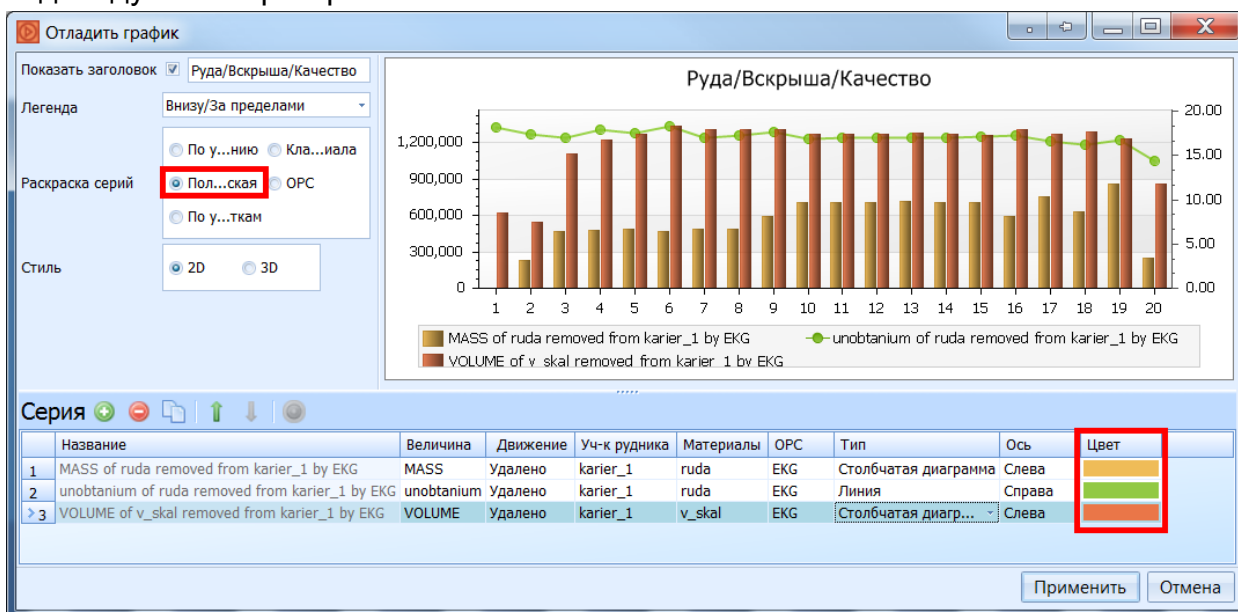 Отладить график
Показать заголовок Руда/Вскрыша/Качество
Легенда Внизу/За пределами
Раскраска серий
По у...нию Кла...иала
Пол...ская ОРС
По у...ткам
Стиль 2D 3D
Руда/Вскрыша/Качество
1,200,000
900,000
600,000
300,000
0
20.00
15.00
10.00
5.00
0.00
1 2 3 4 5 6 7 8 9 10 11 12 13 14 15 16 17 18 19 20
MASS of ruda removed from karier_1 by EKG
unobtanium of ruda removed from karier_1 by EKG
VOLUME of v_skal removed from karier_1 by EKG
Серия
Название Величина Движение Уч-к рудника Материалы ОРС Тип Ось Цвет
1 MASS of ruda removed from karier_1 by EKG MASS Удалено karier_1 ruda EKG Столбчатая диаграмма Слева
2 unobtanium of ruda removed from karier_1 by EKG unobtanium Удалено karier_1 ruda EKG Линия Справа
3 VOLUME of v_skal removed from karier_1 by EKG VOLUME Удалено karier_1 v_skal EKG Столбчатая диагр... Слева
Применить Отмена